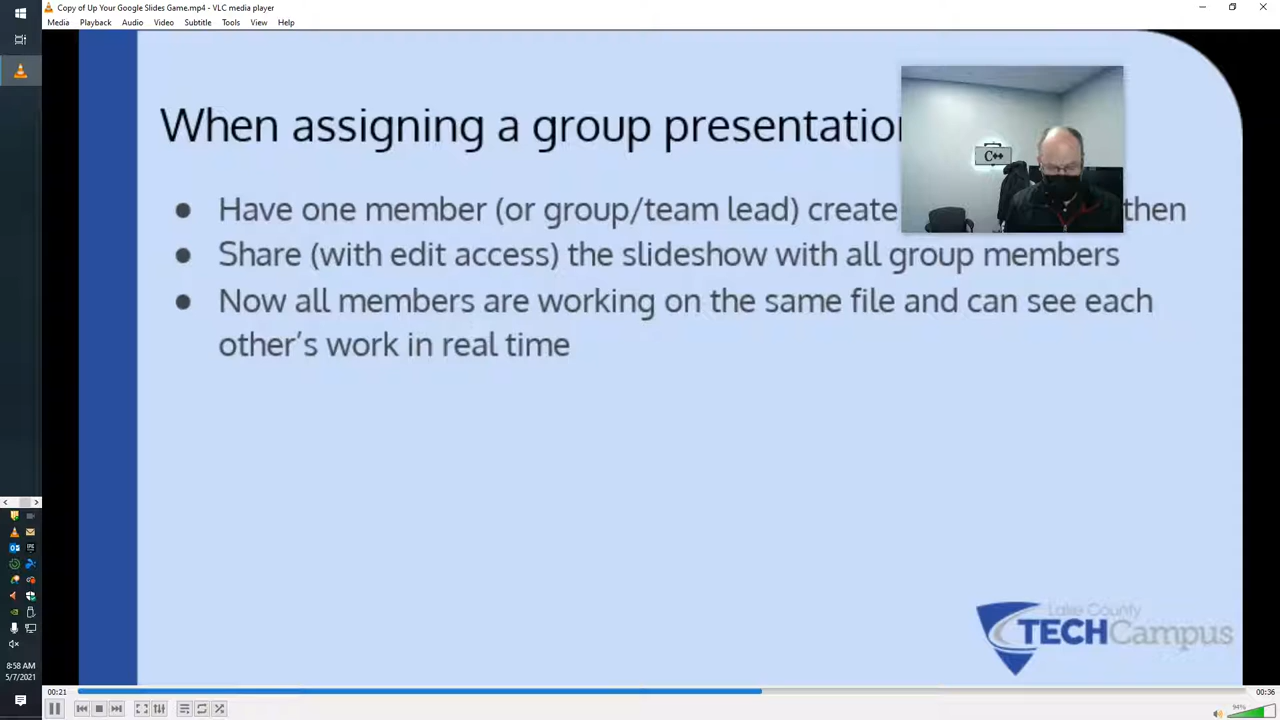 Copy of Up Your Google Slides Game.mp4 - VLC media player
Media Playback Audio Video Subtitle Tools View Help
When assigning a group presentation
C++
● Have one member (or group/team lead) create then
● Share (with edit access) the slideshow with all group members
● Now all members are working on the same file and can see each
other's work in real time
Lake County
TECHCampus
8:58 AM
5/7/2021
00:21
00:36
94%